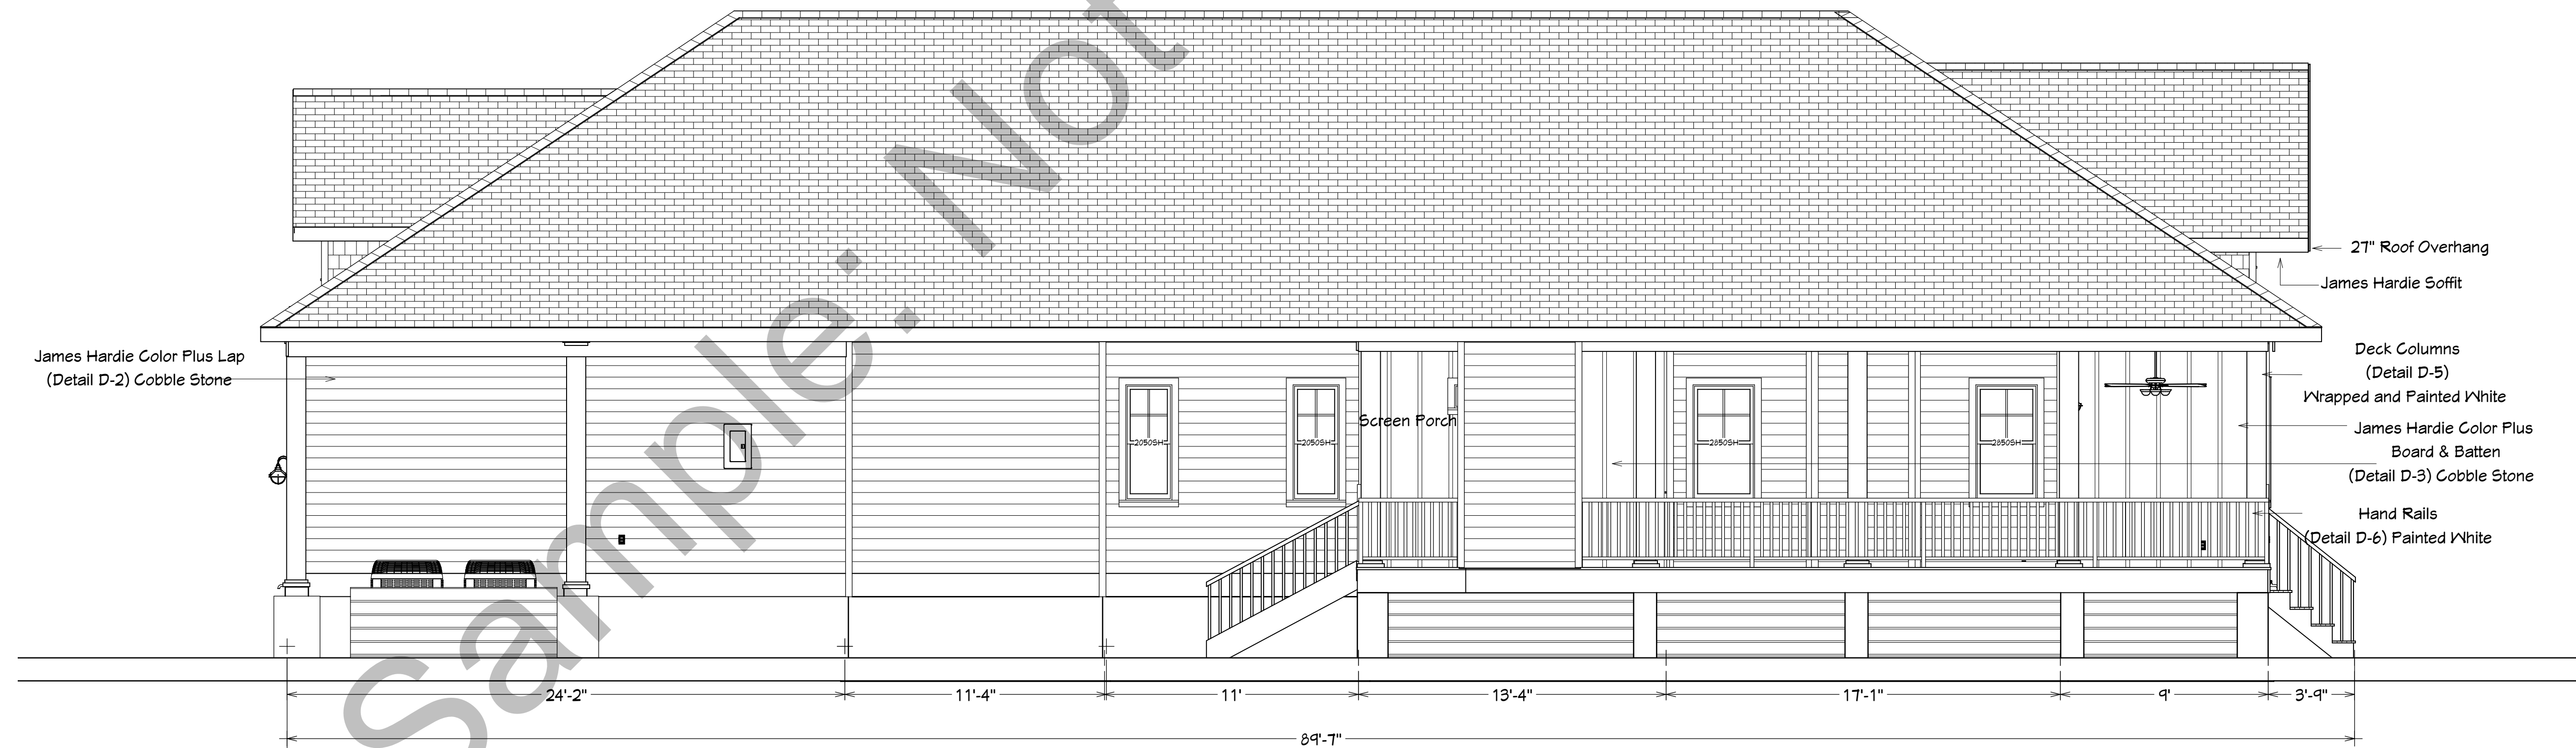 Sample: Not
27" Roof Overhang
James Hardie Soffit
James Hardie Color Plus Lap
(Detail D-2) Cobble Stone
Deck Columns
(Detail D-5)
Wrapped and Painted White
James Hardie Color Plus
Board & Batten
(Detail D-3) Cobble Stone
Hand Rails
(Detail D-6) Painted White
Screen Porch
2050SH
2050SH
2850SH
2850SH
24'-2"
11'-4"
11'
13'-4"
17'-1"
9'
3'-9"
89'-7"